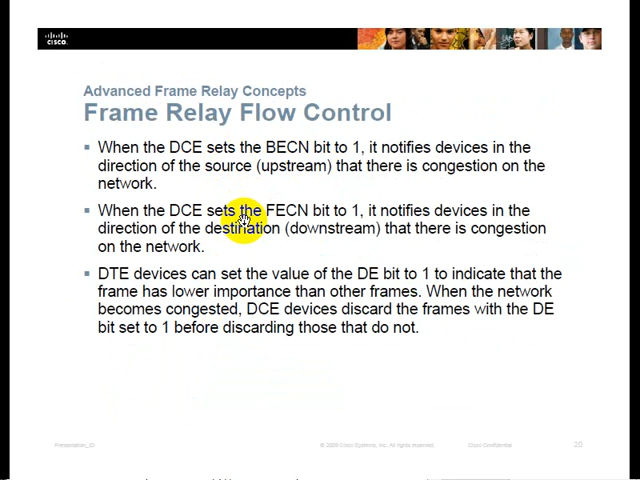 CISCO
Advanced Frame Relay Concepts
Frame Relay Flow Control
When the DCE sets the BECN bit to 1, it notifies devices in the
direction of the source (upstream) that there is congestion on the
network.
When the DCE sets the FECN bit to 1, it notifies devices in the
direction of the destination (downstream) that there is congestion
on the network.
DTE devices can set the value of the DE bit to 1 to indicate that the
frame has lower importance than other frames. When the network
becomes congested, DCE devices discard the frames with the DE
bit set to 1 before discarding those that do not.
Presentation_ID © 2009 Cisco Systems, Inc. All rights reserved. Cisco Confidential 20